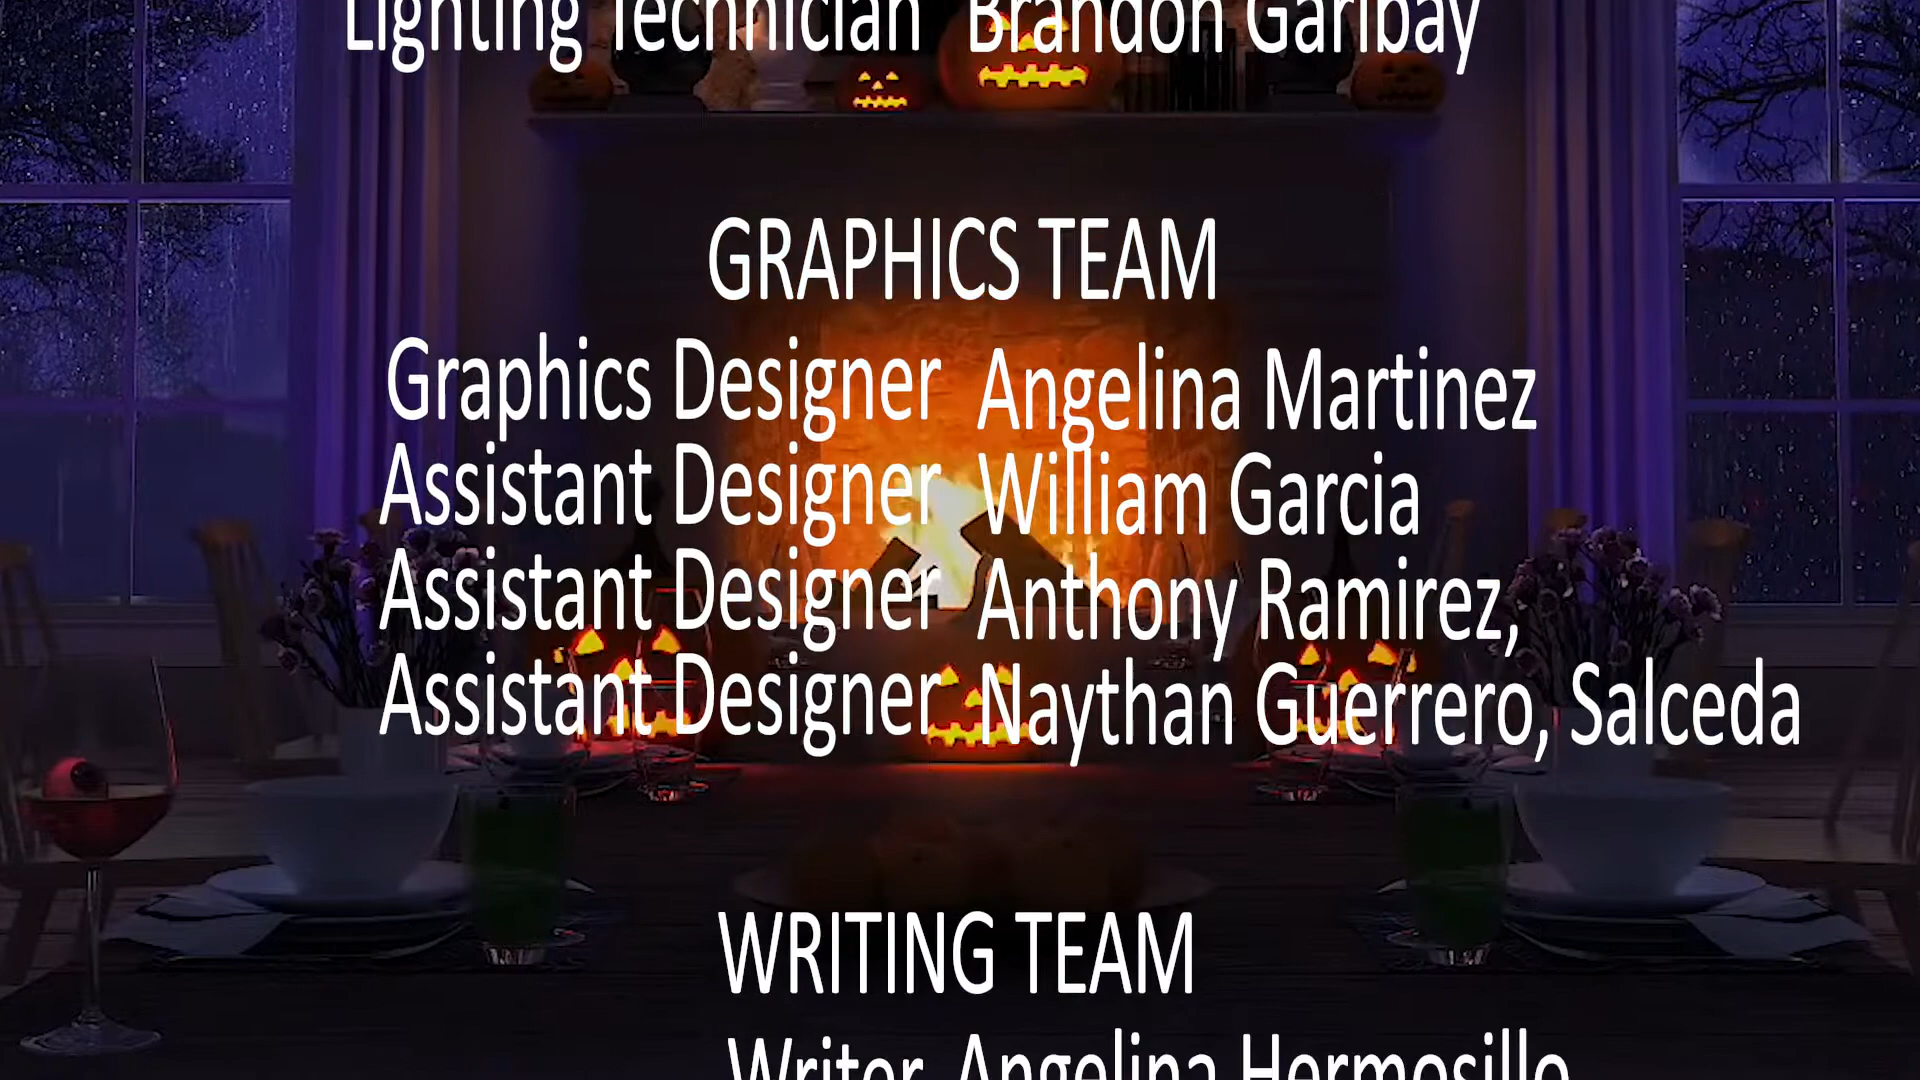 Lighting Technician Brandon Garibay
GRAPHICS TEAM
Graphics Designer Angelina Martinez
Assistant Designer William Garcia
Assistant Designer Anthony Ramirez,
Assistant Designer Naythan Guerrero, Salceda
WRITING TEAM
Writer Angelina Hermosillo